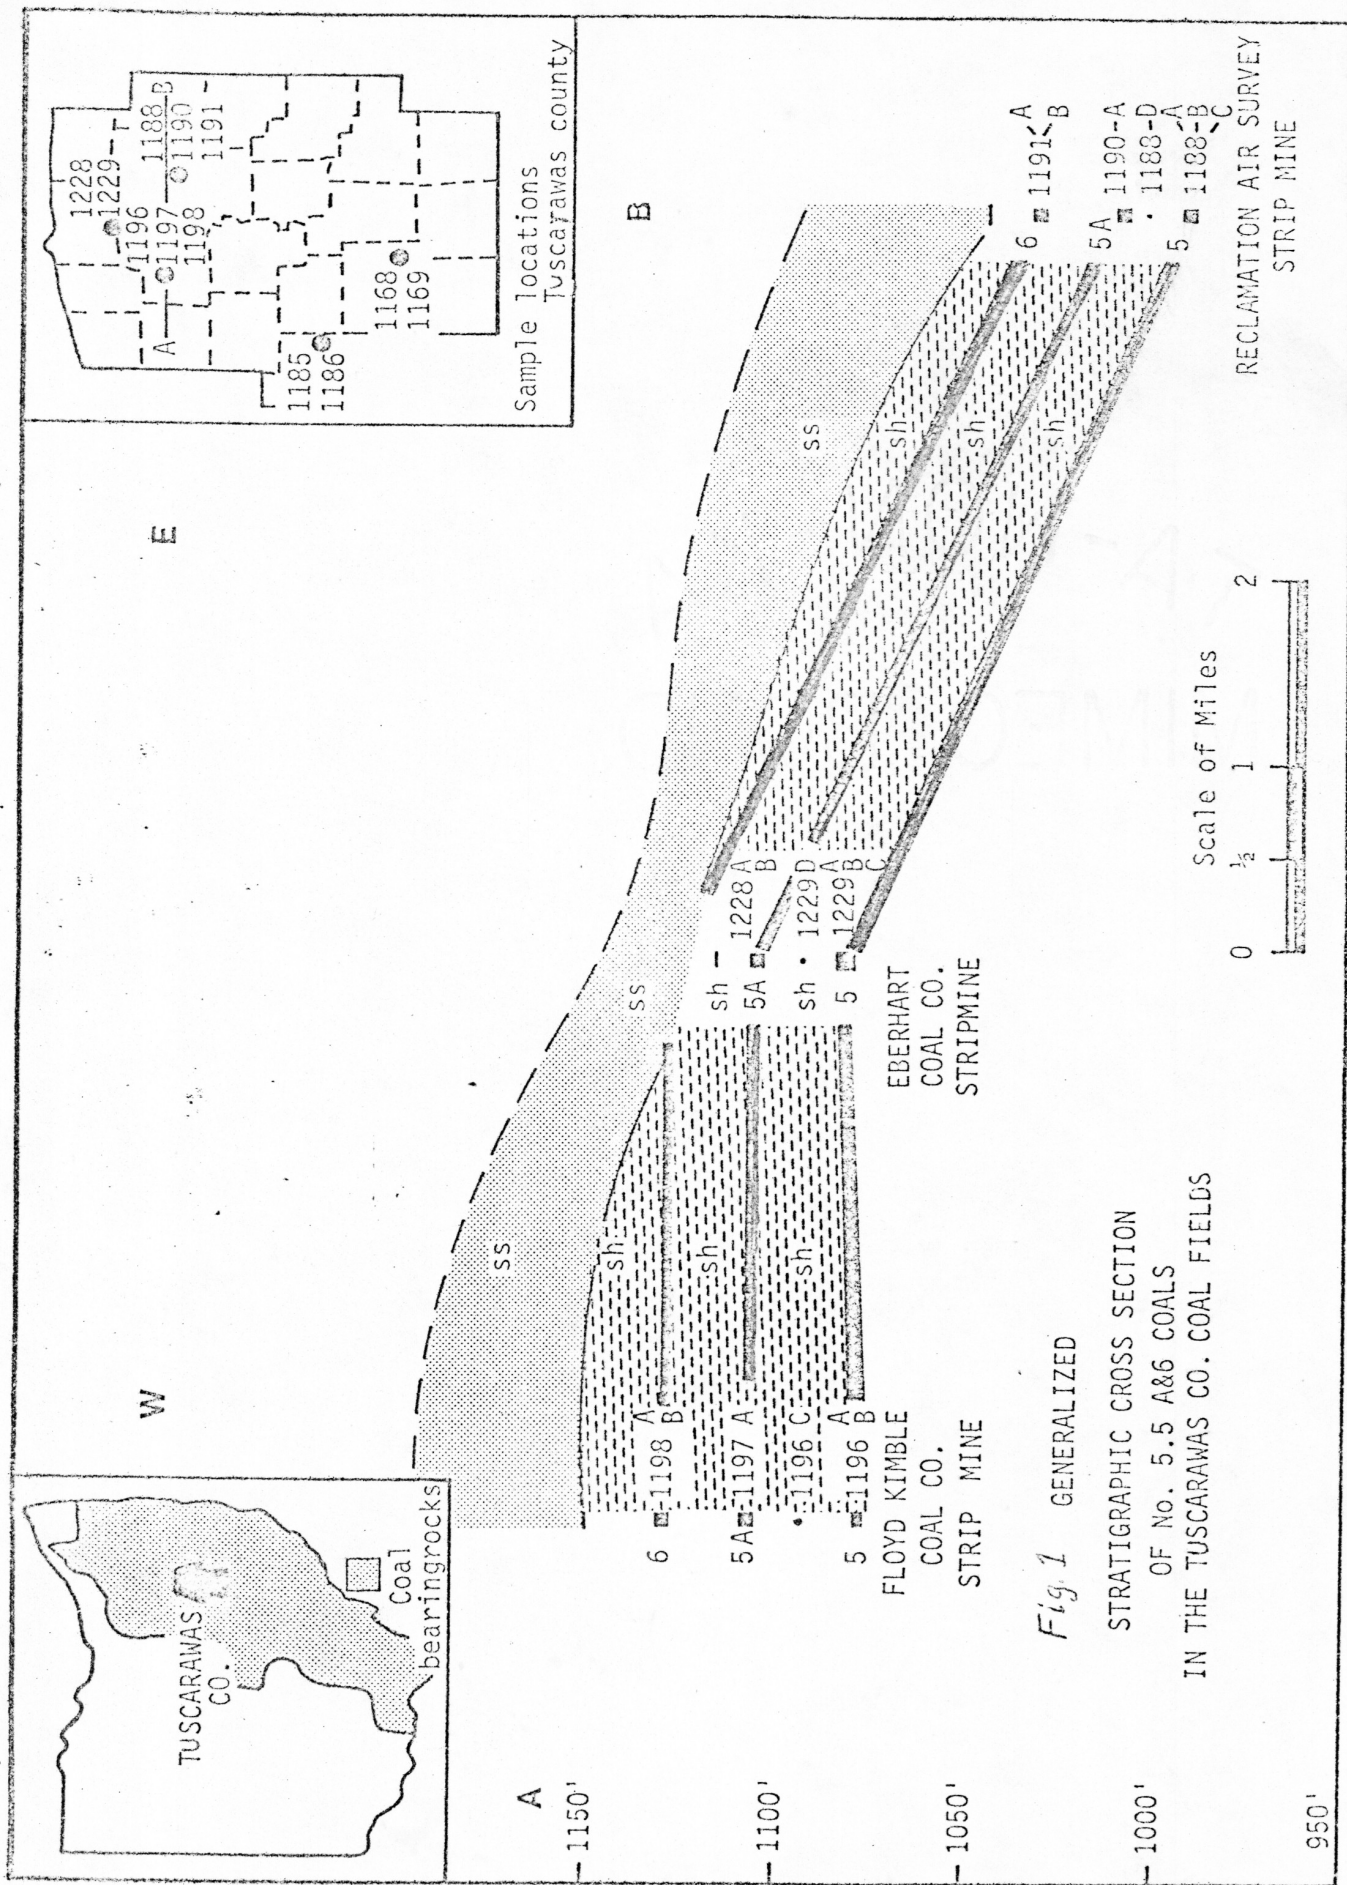 TUSCARAWAS
CO.
Coal
bearingrocks
W
E
1228
1229
1196
1197
1198
A
1188 B
1190
1191
1185
1186
1168
1169
Sample locations
Tuscarawas county
A
B
1150'
1100'
1050'
1000'
950'
ss
ss
ss
sh
sh
sh
6
1198 A
B
5A
1197 A
1196 C
5
1196 A
B
FLOYD KIMBLE
COAL CO.
STRIP MINE
sh
5A
1228 A
B
sh
1229 D
5
1229 A
B
C
EBERHART
COAL CO.
STRIPMINE
sh
sh
sh
6
1191 A
B
5A
1190-A
1188-D
5
1188 A
B
C
RECLAMATION AIR SURVEY
STRIP MINE
Fig. 1 GENERALIZED
STRATIGRAPHIC CROSS SECTION
OF No. 5.5 A&6 COALS
IN THE TUSCARAWAS CO. COAL FIELDS
Scale of Miles
0 ½ 1 2